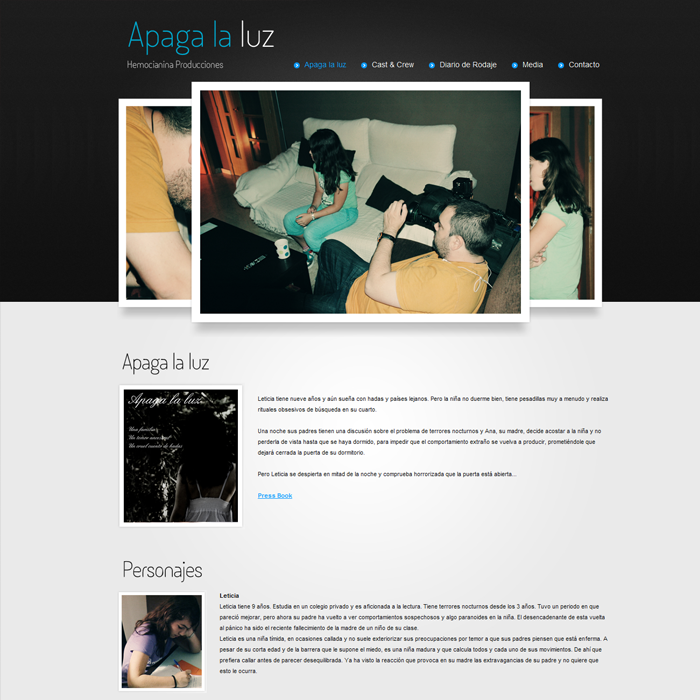 Apaga la luz
Hemocianina Producciones
Apaga la luz
Cast & Crew
Diario de Rodaje
Media
Contacto
Apaga la luz
Apaga la luz
Leticia tiene nueve años y aún sueña con hadas y países lejanos. Pero la niña no duerme bien, tiene pesadillas muy a menudo y realiza
rituales obsesivos de búsqueda en su cuarto.
Una noche sus padres tienen una discusión sobre el problema de terrores nocturnos y Ana, su madre, decide acostar a la niña y no
perderla de vista hasta que se haya dormido, para impedir que el comportamiento extraño se vuelva a producir, prometiéndole que
dejará cerrada la puerta de su dormitorio.
Pero Leticia se despierta en mitad de la noche y comprueba horrorizada que la puerta está abierta...
Press Book
Personajes
Leticia
Leticia tiene 9 años. Estudia en un colegio privado y es aficionada a la lectura. Tiene terrores nocturnos desde los 3 años. Tuvo un periodo en que
pareció mejorar, pero ahora su padre ha vuelto a ver comportamientos sospechosos y algo paranoides en la niña. El desencadenante de esta vuelta
al pánico ha sido el reciente fallecimiento de la madre de un niño de su clase.
Leticia es una niña tímida, en ocasiones callada y no suele exteriorizar sus preocupaciones por temor a que sus padres piensen que está enferma. A
pesar de su corta edad y de la barrera que le supone el miedo, es una niña madura y que calcula todos y cada uno de sus movimientos. De ahí que
prefiera callar antes de parecer desequilibrada. Ya ha visto la reacción que provoca en su madre las extravagancias de su padre y no quiere que
esto le ocurra.